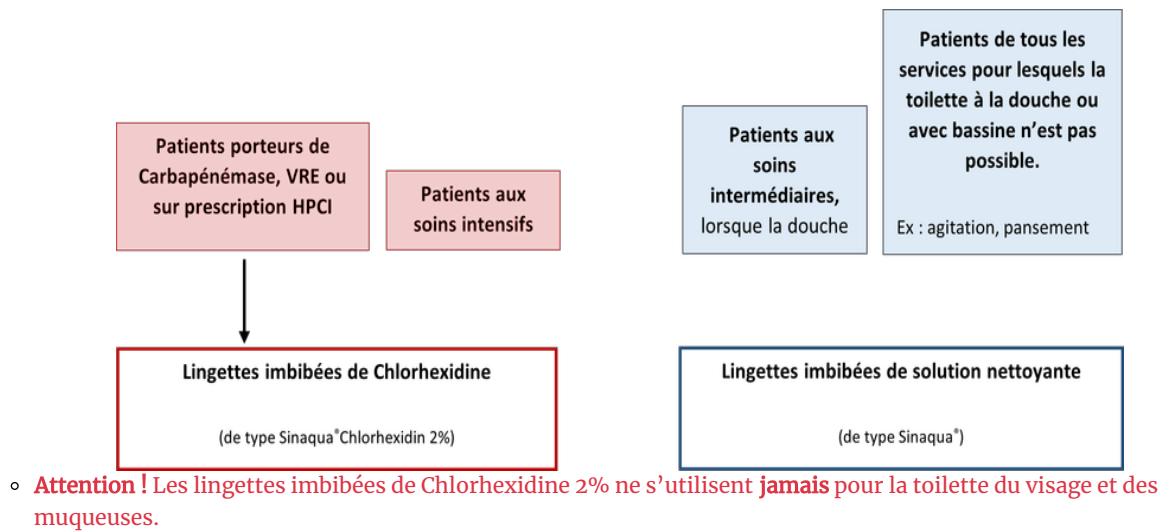 Patients porteurs de
Carbapénémase, VRE ou
sur prescription HPCI
Patients aux
soins intensifs
Patients aux
soins
intermédiaires,
lorsque la douche
Patients de tous les
services pour lesquels la
toilette à la douche ou
avec bassine n’est pas
possible.
Ex : agitation, pansement
Lingettes imbibées de Chlorhexidine
(de type Sinaqua®Chlorhexidin 2%)
Lingettes imbibées de solution nettoyante
(de type Sinaqua®)
Attention ! Les lingettes imbibées de Chlorhexidine 2% ne s’utilisent jamais pour la toilette du visage et des
muqueuses.